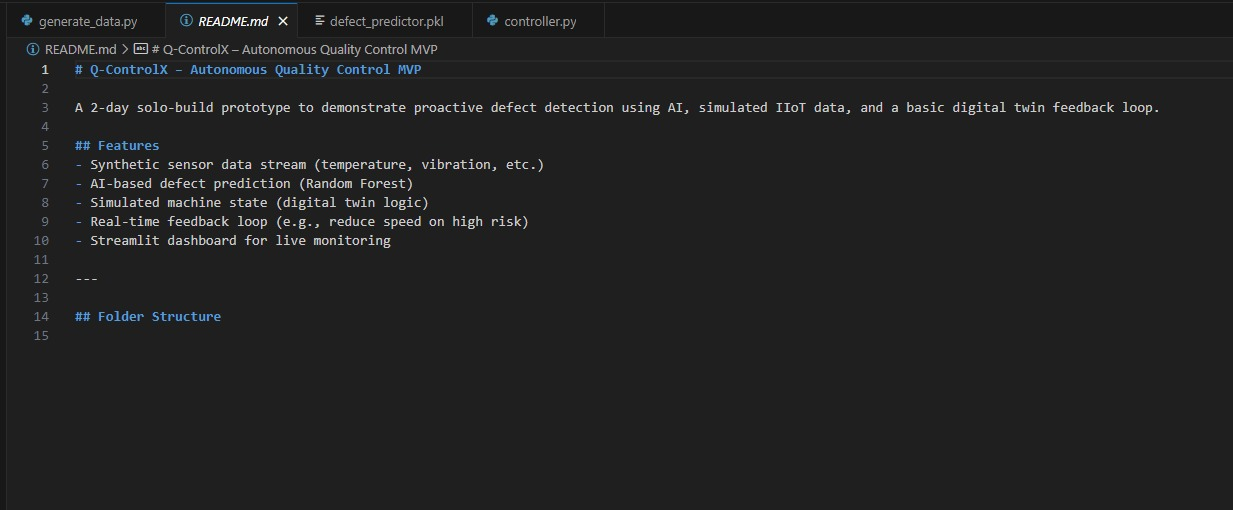 generate_data.py README.md defect_predictor.pkl controller.py
README.md > # Q-ControlX – Autonomous Quality Control MVP
1 # Q-ControlX – Autonomous Quality Control MVP
2
3 A 2-day solo-build prototype to demonstrate proactive defect detection using AI, simulated IIoT data, and a basic digital twin feedback loop.
4
5 ## Features
6 - Synthetic sensor data stream (temperature, vibration, etc.)
7 - AI-based defect prediction (Random Forest)
8 - Simulated machine state (digital twin logic)
9 - Real-time feedback loop (e.g., reduce speed on high risk)
10 - Streamlit dashboard for live monitoring
11
12 ---
13
14 ## Folder Structure
15